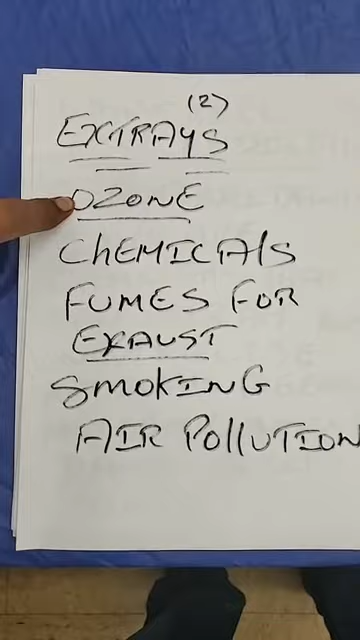 (2)
EXTRAYS
OZONE
CHEMICAlS
FUMES FOR
EXAUST
SMOKING
AIR POllUTION